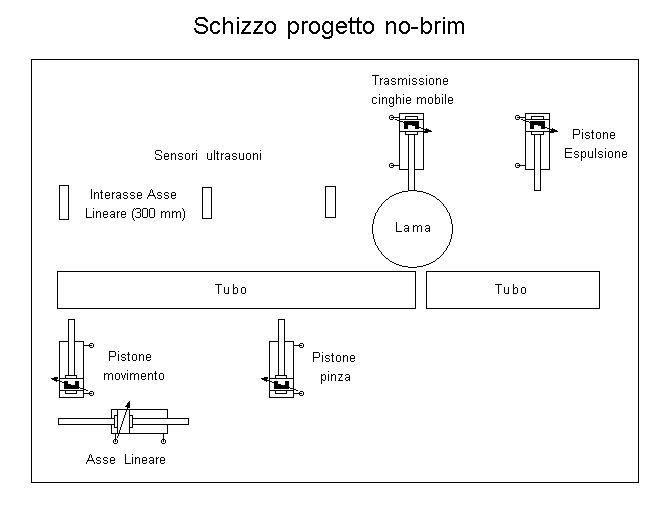 Schizzo progetto no-brim
Trasmissione
cinghie mobile
Pistone
Espulsione
Sensori ultrasuoni
Interasse Asse
Lineare (300 mm)
Lama
Tubo
Tubo
Pistone
movimento
Pistone
pinza
Asse Lineare